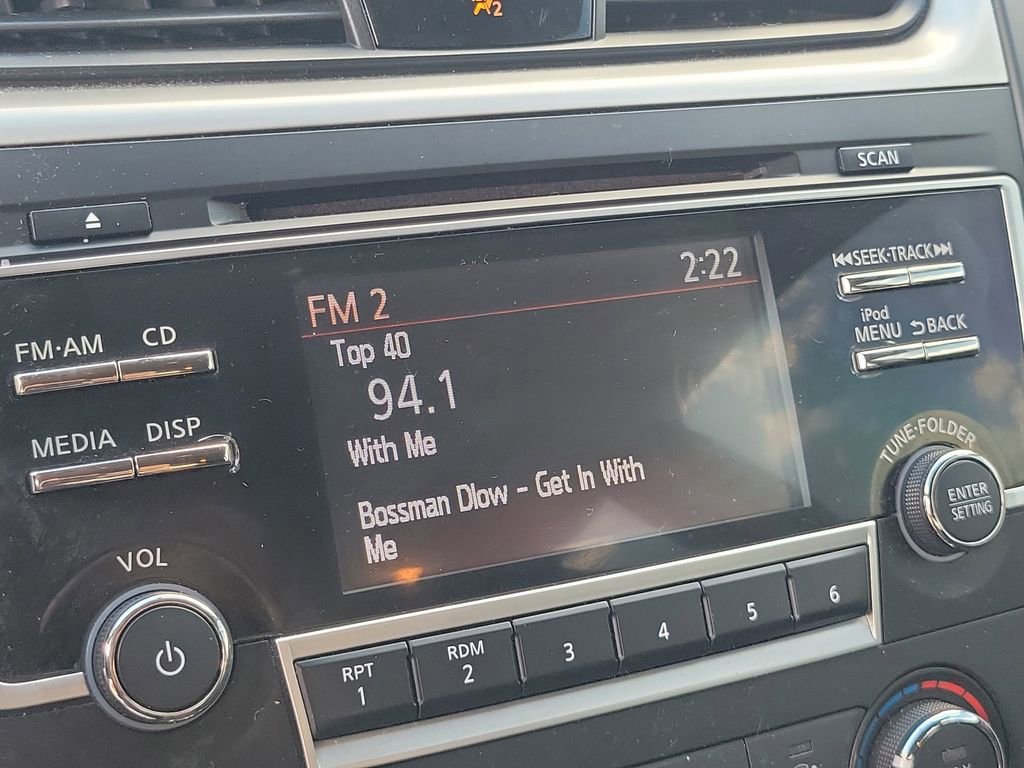 2
SCAN
FM 2
2:22
Top 40
94.1
With Me
Bossman Dlow - Get In With
Me
FM·AM
CD
MEDIA
DISP
VOL
SEEK·TRACK
iPod
MENU
BACK
TUNE·FOLDER
ENTER
SETTING
RPT
1
RDM
2
3
4
5
6